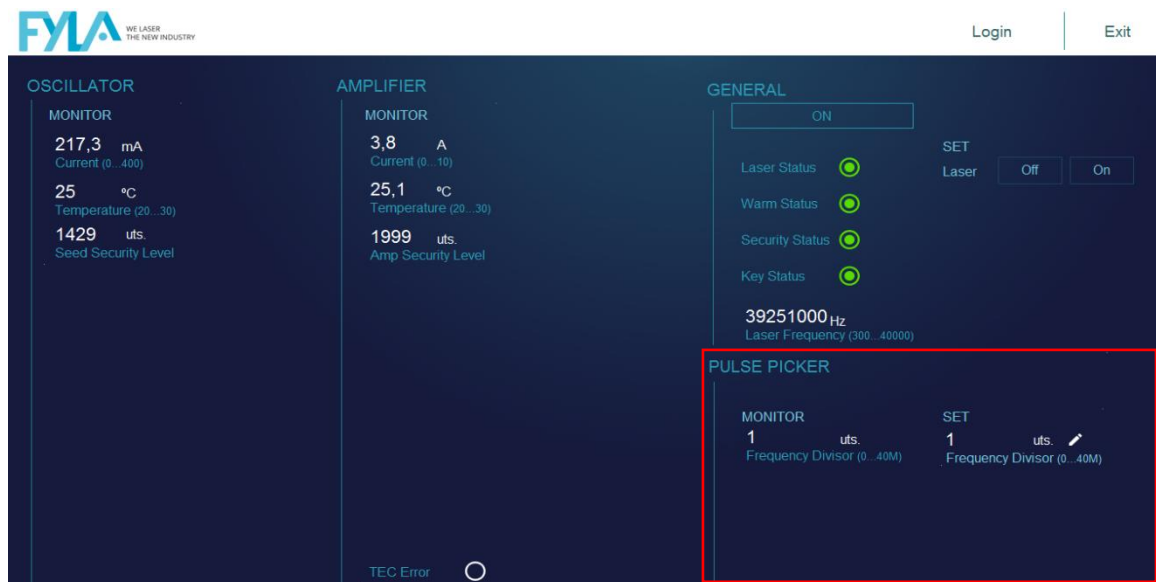 FYLA
WE LASER
THE NEW INDUSTRY
Login
Exit
OSCILLATOR
MONITOR
217,3 mA
Current (0...400)
25 ºC
Temperature (20...30)
1429 uts.
Seed Security Level
AMPLIFIER
MONITOR
3,8 A
Current (0...10)
25,1 ºC
Temperature (20...30)
1999 uts.
Amp Security Level
TEC Error
GENERAL
ON
Laser Status
Warm Status
Security Status
Key Status
39251000 Hz
Laser Frequency (300...40000)
SET
Laser Off On
PULSE PICKER
MONITOR
1 uts.
Frequency Divisor (0...40M)
SET
1 uts.
Frequency Divisor (0...40M)